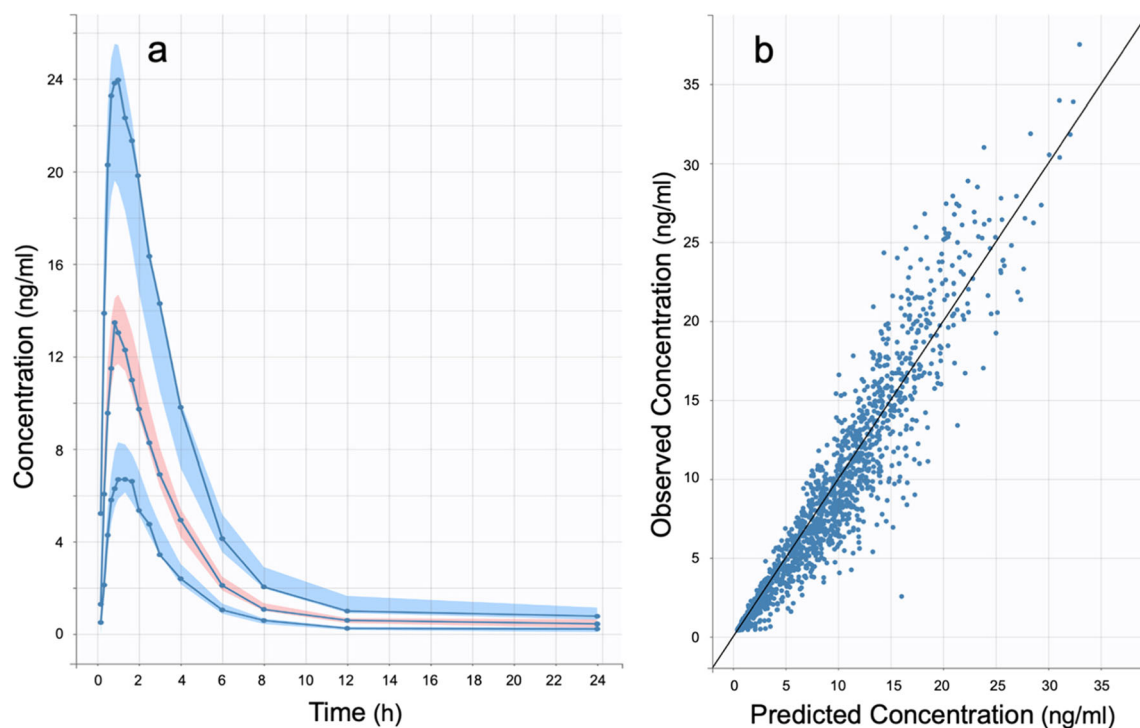 a
Concentration (ng/ml)
24
20
16
12
8
4
0
0 2 4 6 8 10 12 14 16 18 20 22 24
Time (h)
b
Observed Concentration (ng/ml)
35
30
25
20
15
10
5
0
0 5 10 15 20 25 30 35
Predicted Concentration (ng/ml)